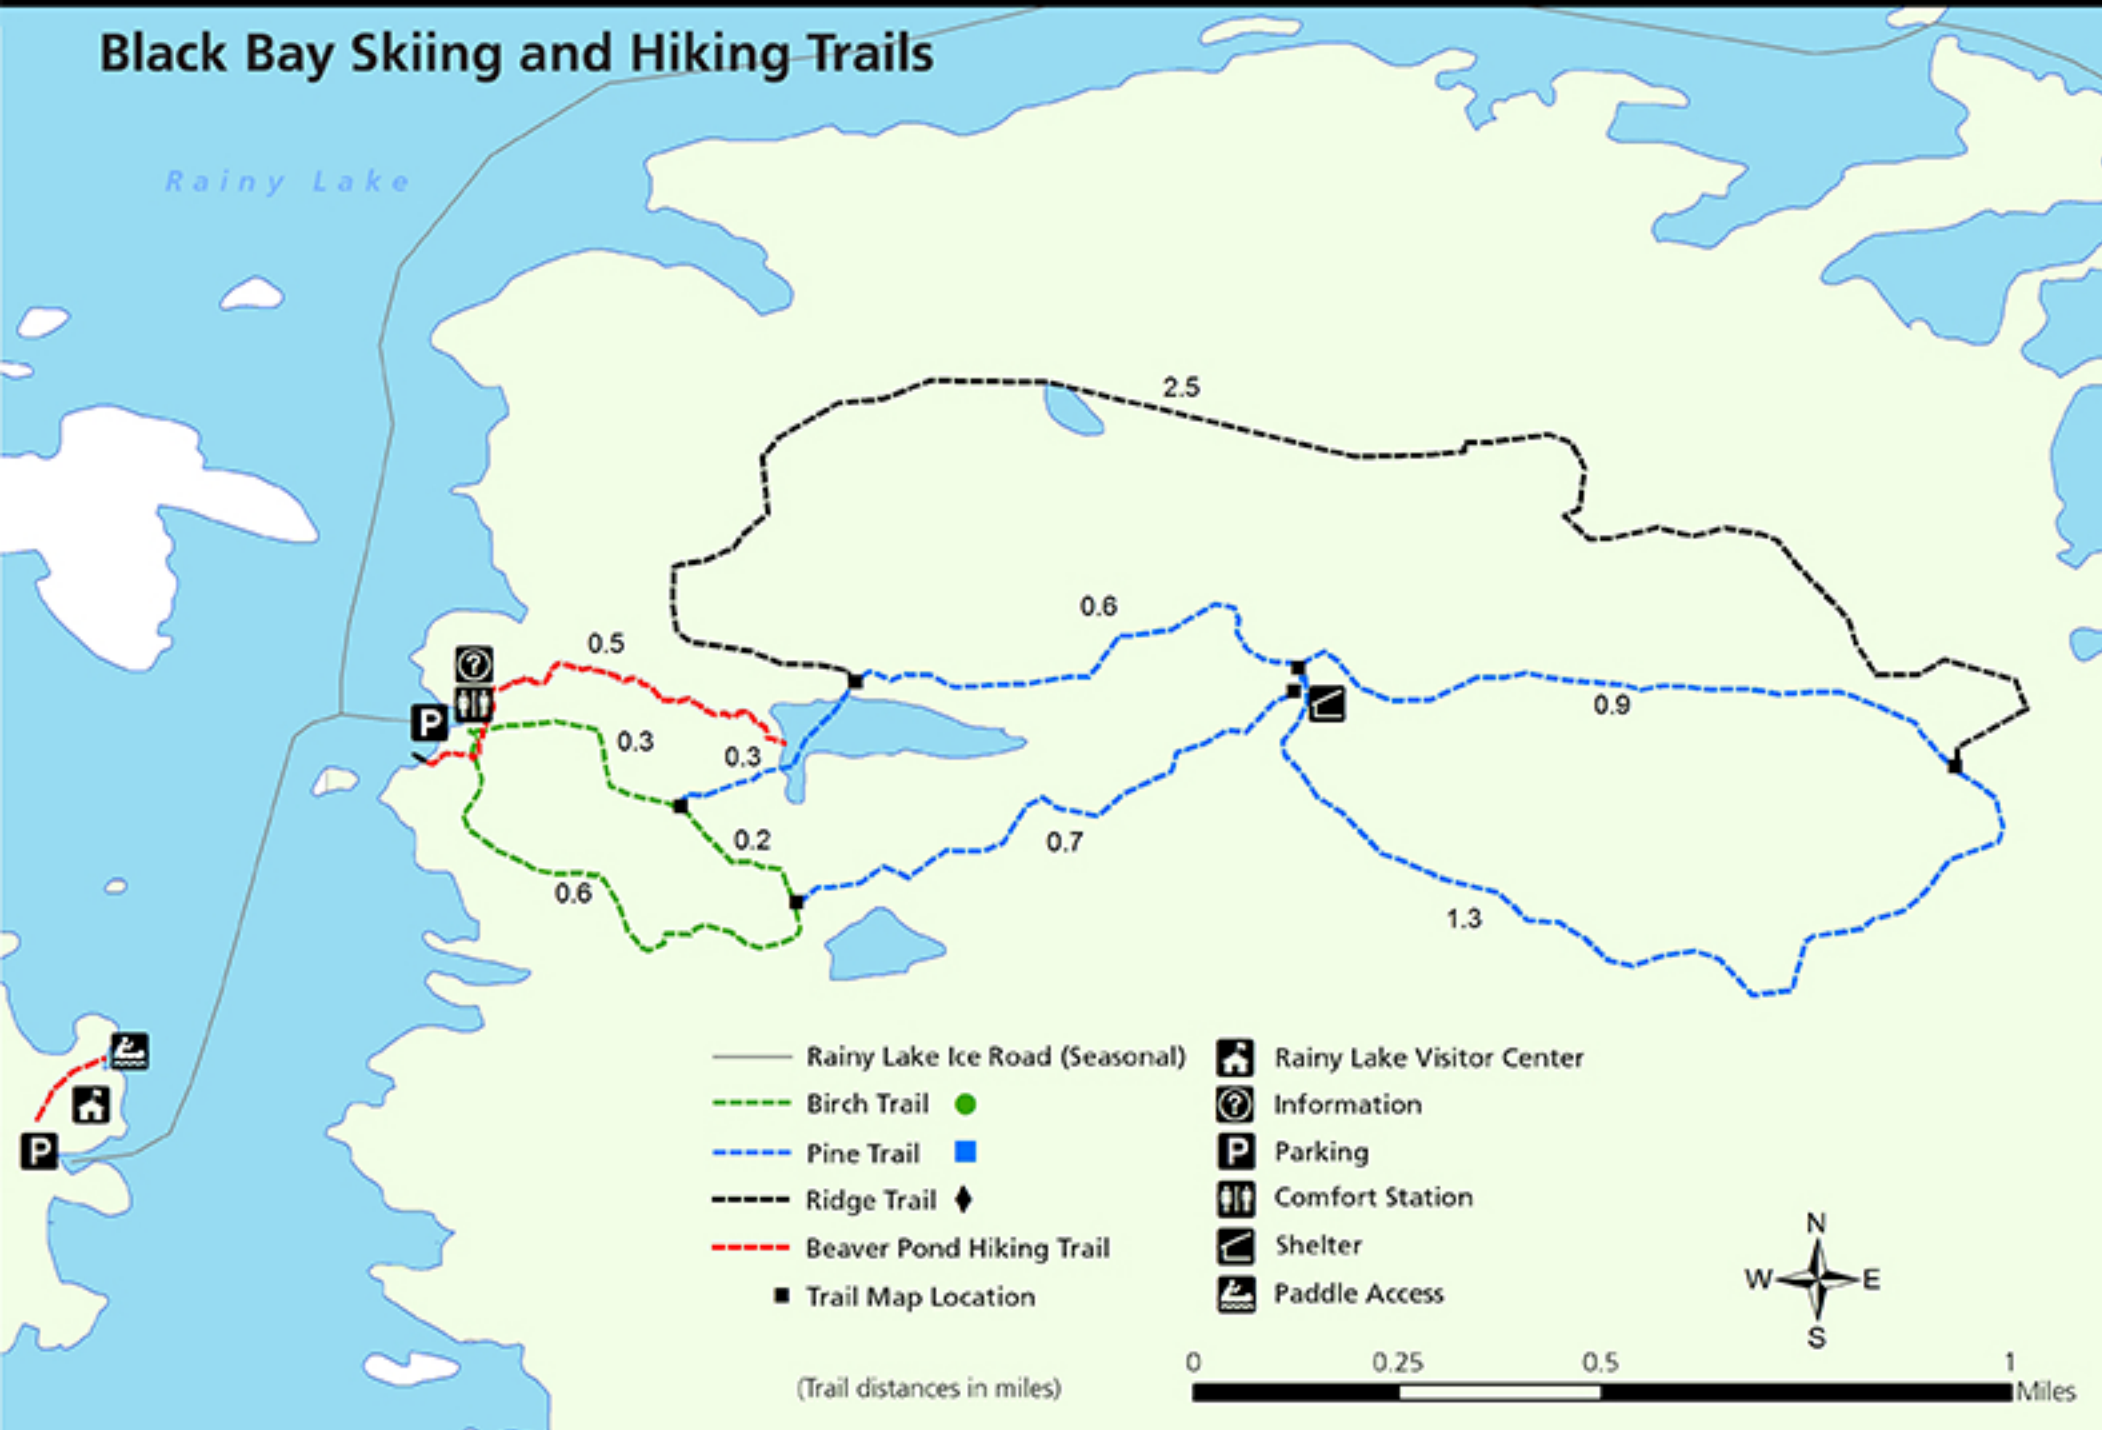 Black Bay Skiing and Hiking Trails
Rainy Lake
2.5
0.6
0.5
0.9
0.3
0.3
0.2
0.7
0.6
1.3
P
P
Rainy Lake Ice Road (Seasonal)
Birch Trail
Pine Trail
Ridge Trail
Beaver Pond Hiking Trail
Trail Map Location
(Trail distances in miles)
Rainy Lake Visitor Center
? Information
P Parking
Comfort Station
Shelter
Paddle Access
N
W E
S
0 0.25 0.5 1
Miles